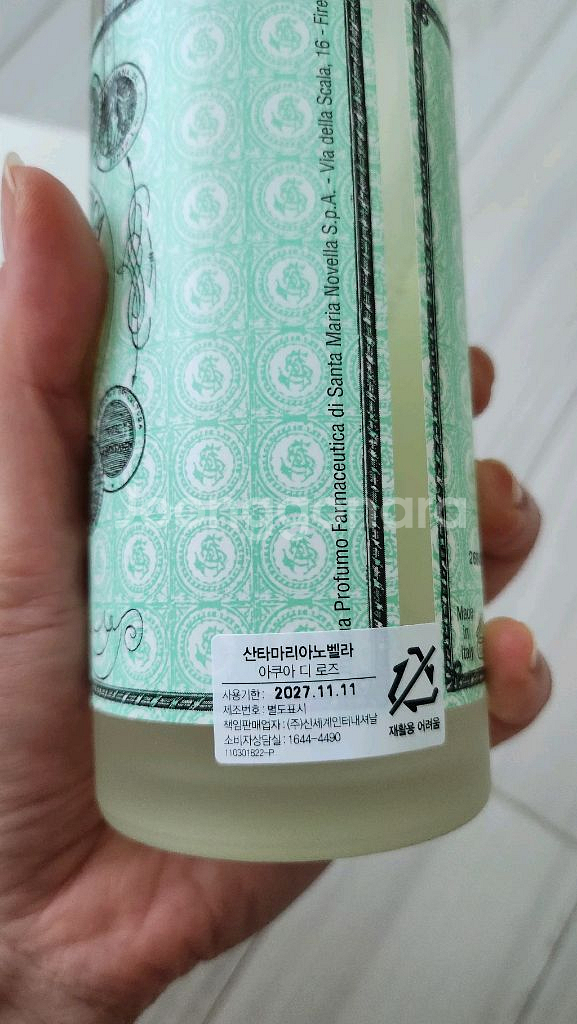 Profumo Farmaceutica di Santa Maria Novella S.p.A. - Via della Scala, 16 - Fire
Joonggonara
Made
in
Italy
산타마리아노벨라
아쿠아 디 로즈
사용기한 : 2027.11.11
제조번호 : 별도표시
책임판매업자 : (주)신세계인터내셔날
소비자상담실 : 1644-4490
110301822-P
재활용 어려움